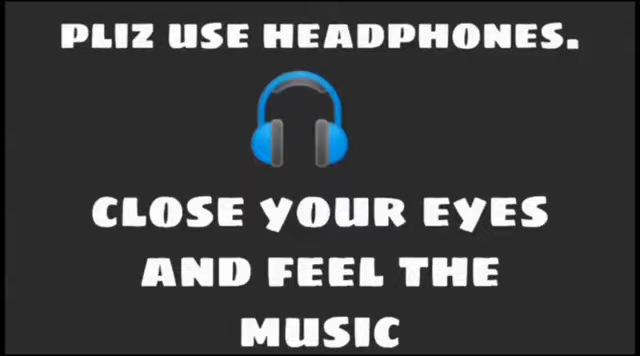 PLIZ USE HEADPHONES.
CLOSE YOUR EYES
AND FEEL THE
MUSIC